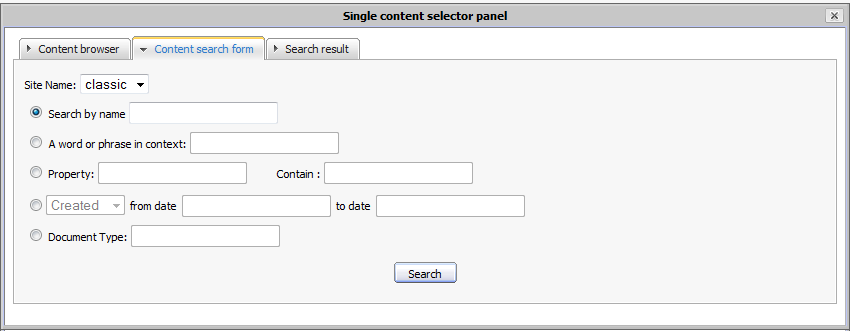 Single content selector panel
Content browser Content search form Search result
Site Name: classic
Search by name
A word or phrase in context:
Property: Contain :
Created from date to date
Document Type:
Search